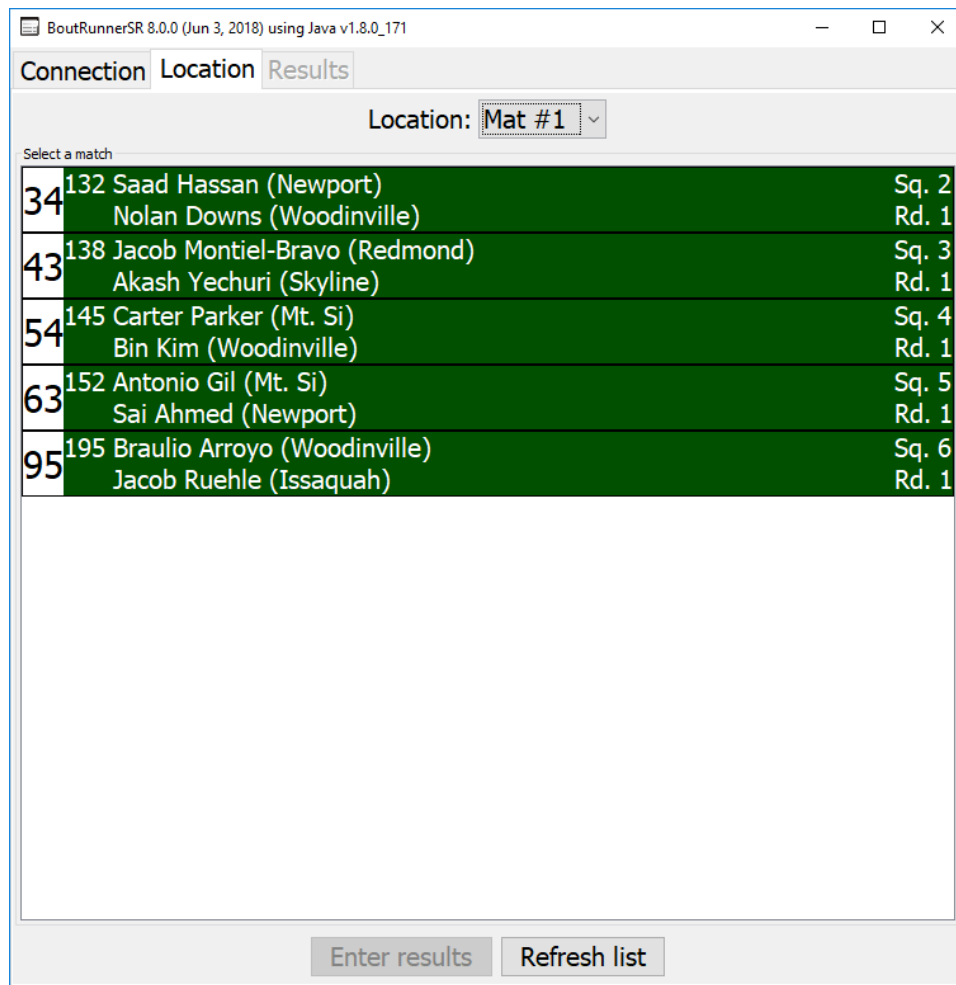 BoutRunnerSR 8.0.0 (Jun 3, 2018) using Java v1.8.0_171
Connection Location Results
Location: Mat #1
Select a match
34 132 Saad Hassan (Newport) Sq. 2
Nolan Downs (Woodinville) Rd. 1
43 138 Jacob Montiel-Bravo (Redmond) Sq. 3
Akash Yechuri (Skyline) Rd. 1
54 145 Carter Parker (Mt. Si) Sq. 4
Bin Kim (Woodinville) Rd. 1
63 152 Antonio Gil (Mt. Si) Sq. 5
Sai Ahmed (Newport) Rd. 1
95 195 Braulio Arroyo (Woodinville) Sq. 6
Jacob Ruehle (Issaquah) Rd. 1
Enter results Refresh list